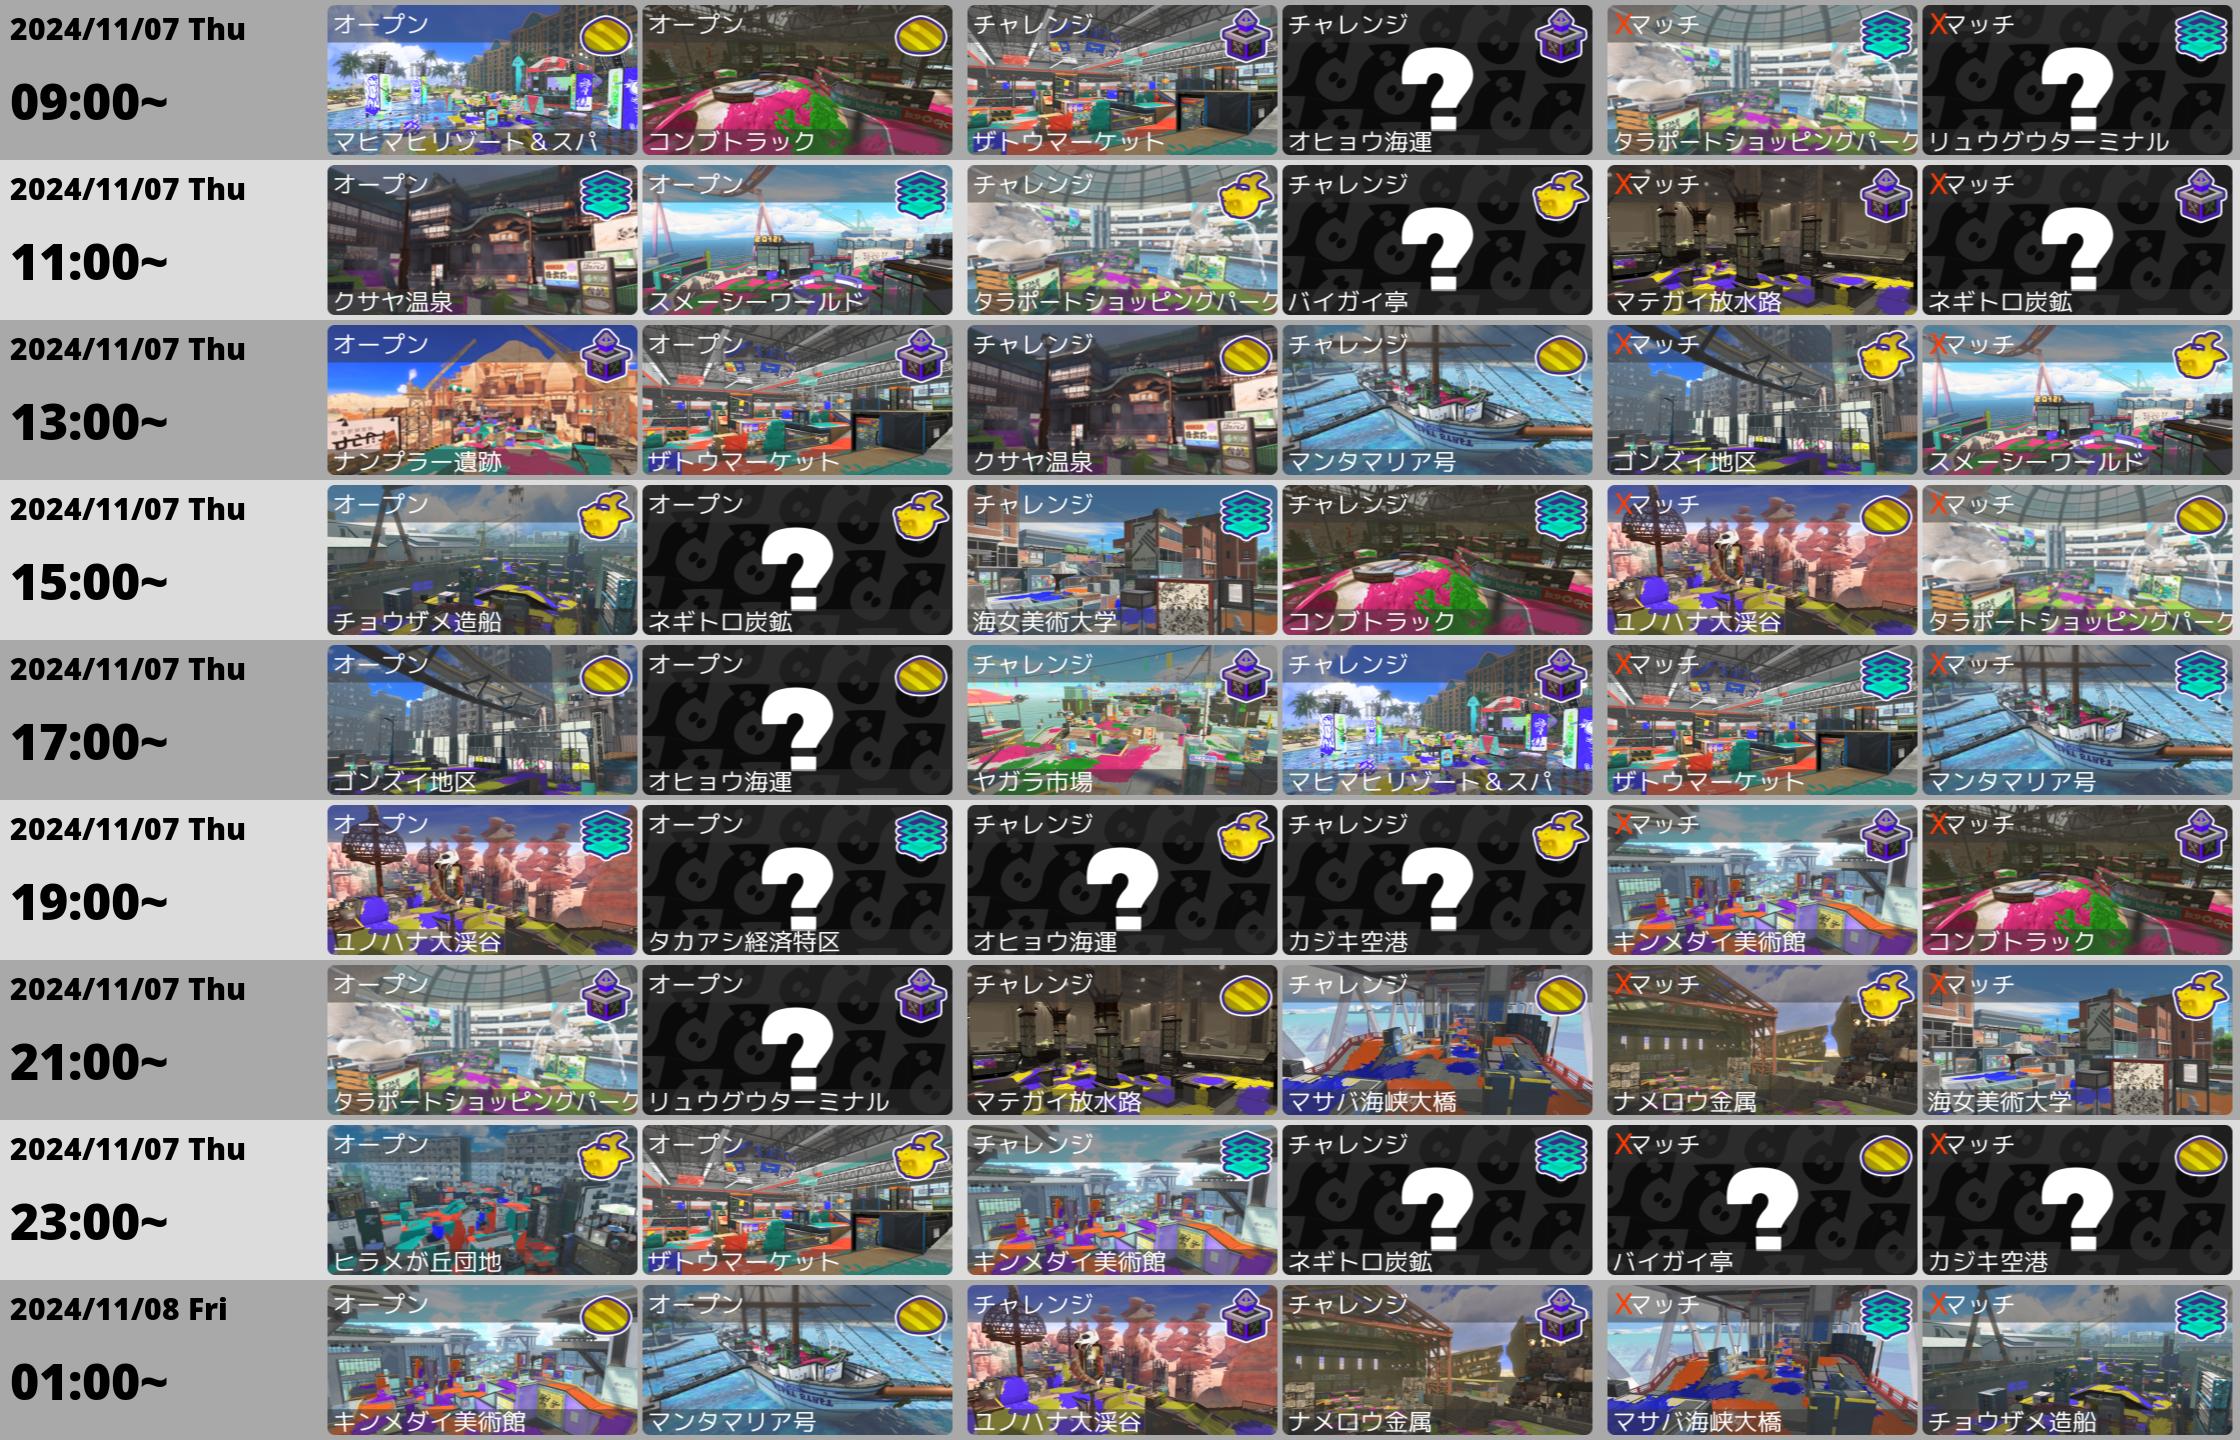 2024/11/07 Thu
09:00~
オープン
マヒマヒリゾート＆スパ
オープン
コンブトラック
チャレンジ
ザトウマーケット
チャレンジ
オヒョウ海運
Xマッチ
タラポートショッピングパーク
Xマッチ
リュウグウターミナル
2024/11/07 Thu
11:00~
オープン
クサヤ温泉
オープン
スメーシーワールド
チャレンジ
タラポートショッピングパーク
チャレンジ
バイガイ亭
Xマッチ
マテガイ放水路
Xマッチ
ネギトロ炭鉱
2024/11/07 Thu
13:00~
オープン
ナンプラー遺跡
オープン
ザトウマーケット
チャレンジ
クサヤ温泉
チャレンジ
マンタマリア号
Xマッチ
ゴンズイ地区
Xマッチ
スメーシーワールド
2024/11/07 Thu
15:00~
オープン
チョウザメ造船
オープン
ネギトロ炭鉱
チャレンジ
海女美術大学
チャレンジ
コンブトラック
Xマッチ
ユノハナ大渓谷
Xマッチ
タラポートショッピングパーク
2024/11/07 Thu
17:00~
オープン
ゴンズイ地区
オープン
オヒョウ海運
チャレンジ
ヤガラ市場
チャレンジ
マヒマヒリゾート＆スパ
Xマッチ
ザトウマーケット
Xマッチ
マンタマリア号
2024/11/07 Thu
19:00~
オープン
ユノハナ大渓谷
オープン
タカアシ経済特区
チャレンジ
オヒョウ海運
チャレンジ
カジキ空港
Xマッチ
キンメダイ美術館
Xマッチ
コンブトラック
2024/11/07 Thu
21:00~
オープン
タラポートショッピングパーク
オープン
リュウグウターミナル
チャレンジ
マテガイ放水路
チャレンジ
マサバ海峡大橋
Xマッチ
ナメロウ金属
Xマッチ
海女美術大学
2024/11/07 Thu
23:00~
オープン
ヒラメが丘団地
オープン
ザトウマーケット
チャレンジ
キンメダイ美術館
チャレンジ
ネギトロ炭鉱
Xマッチ
バイガイ亭
Xマッチ
カジキ空港
2024/11/08 Fri
01:00~
オープン
キンメダイ美術館
オープン
マンタマリア号
チャレンジ
ユノハナ大渓谷
チャレンジ
ナメロウ金属
Xマッチ
マサバ海峡大橋
Xマッチ
チョウザメ造船